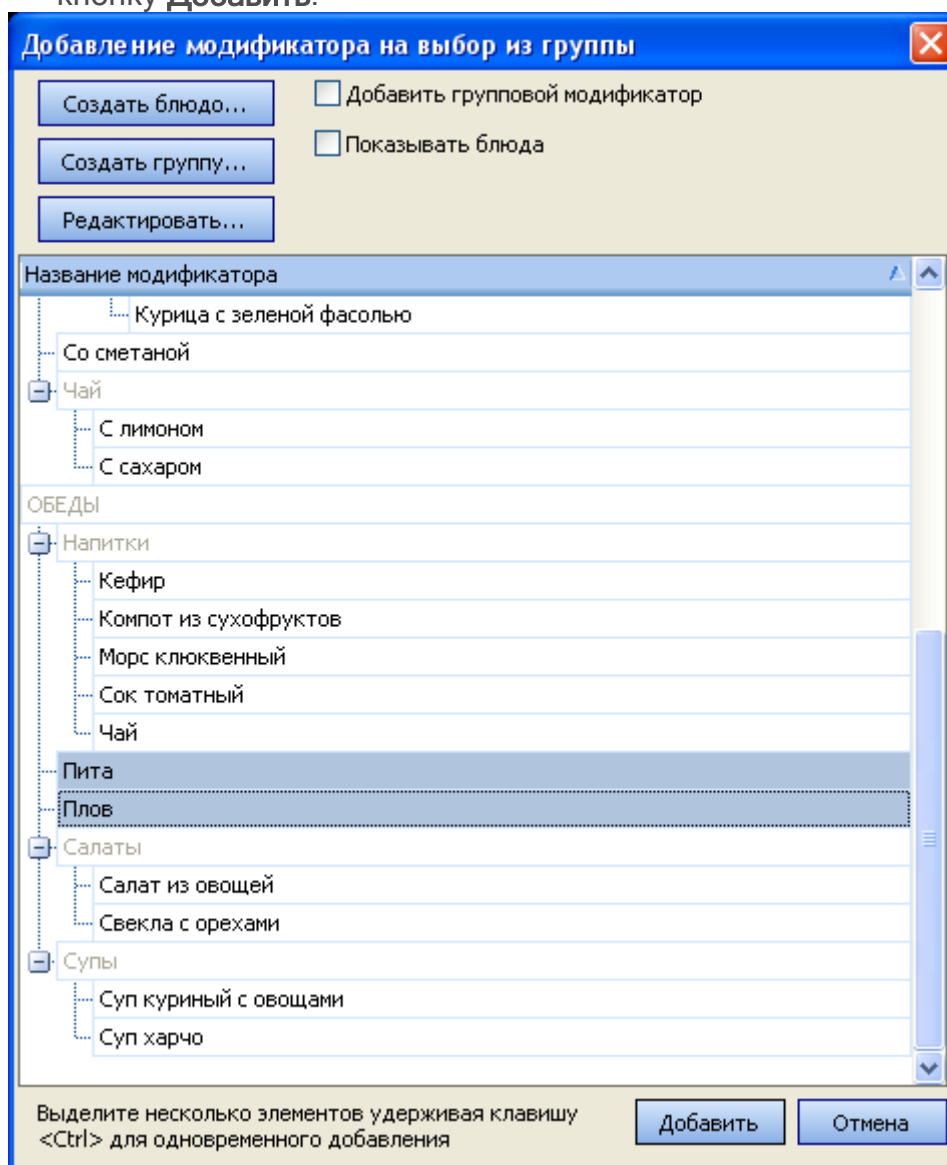 кнопку Добавить.
Добавление модификатора на выбор из группы
Создать блюдо...
Добавить групповой модификатор
Показывать блюда
Создать группу...
Редактировать...
Название модификатора
Курица с зеленой фасолью
Со сметаной
Чай
С лимоном
С сахаром
ОБЕДЫ
Напитки
Кефир
Компот из сухофруктов
Морс клюквенный
Сок томатный
Чай
Пита
Плов
Салаты
Салат из овощей
Свекла с орехами
Супы
Суп куриный с овощами
Суп харчо
Выделите несколько элементов удерживая клавишу
<Ctrl> для одновременного добавления
Добавить
Отмена